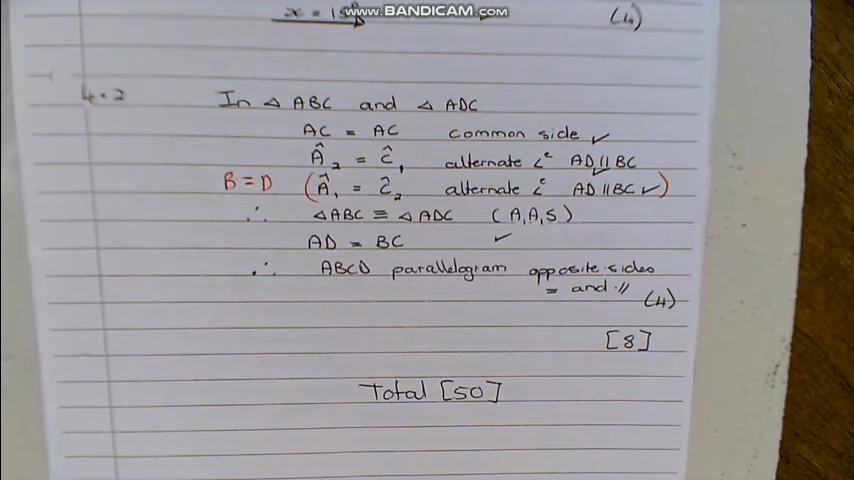 www.BANDICAM.com
x = 15° (4)
4.2 In △ ABC and △ ADC
AC = AC common side ✓
Â₂ = Ĉ₁ alternate ∠ˢ AD∥BC ✓
B = D (Â₁ = Ĉ₂ alternate ∠ˢ AD∥BC ✓)
∴ △ABC ≡ △ADC (A,A,S)
AD = BC ✓
∴ ABCD parallelogram opposite sides
= and ∥ (4)
[8]
Total [50]